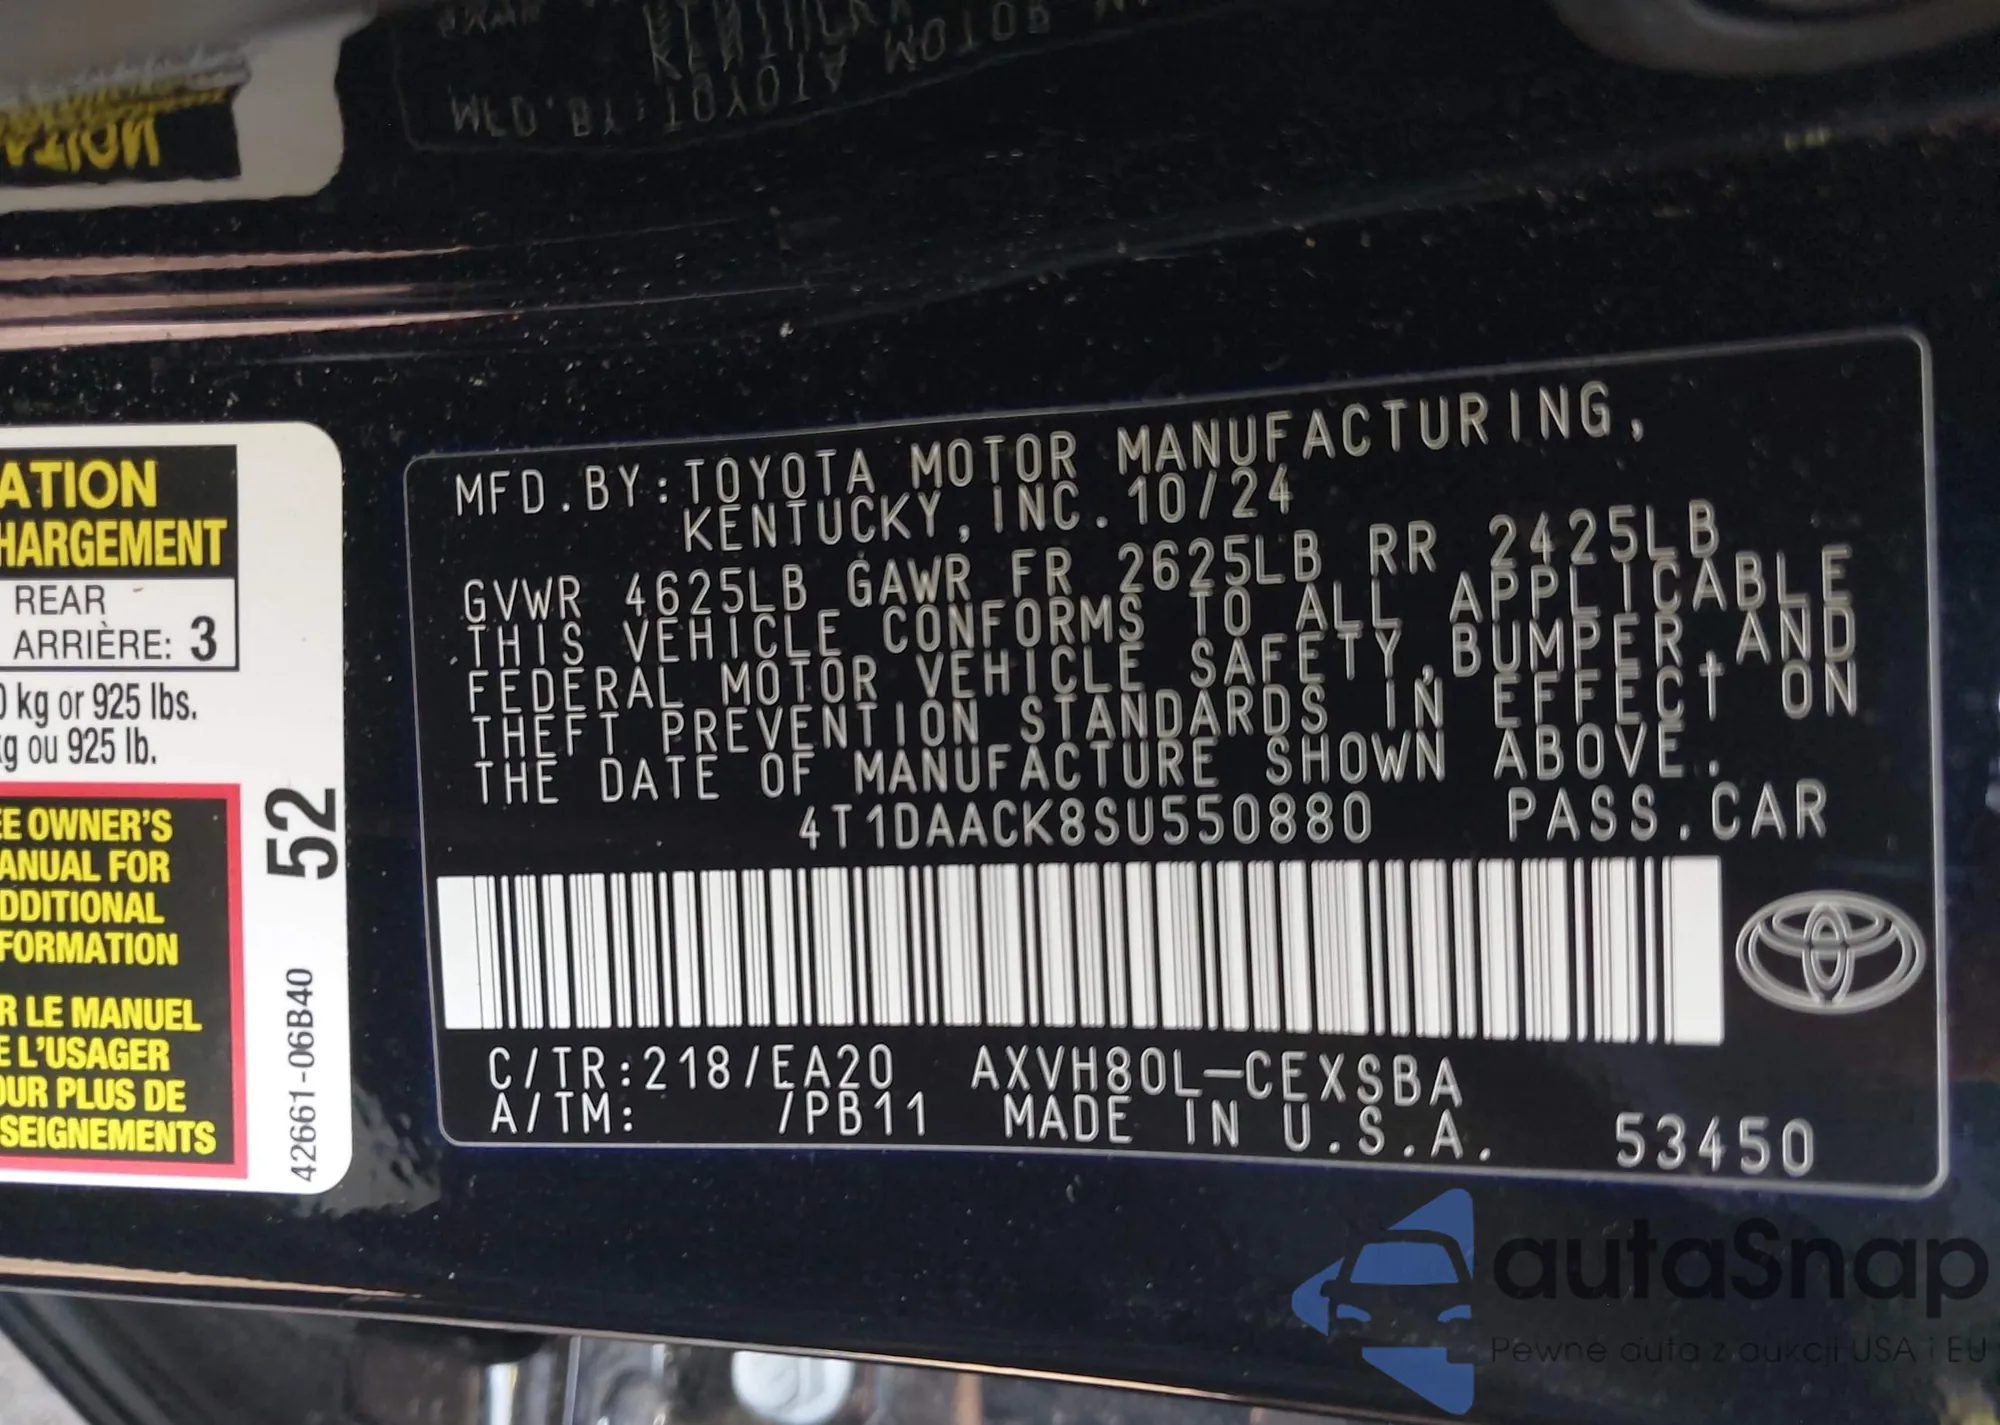 ATION
HARGEMENT
REAR
ARRIÈRE: 3
kg or 925 lbs.
kg ou 925 lb.
EE OWNER'S
ANUAL FOR
DDITIONAL
FORMATION
R LE MANUEL
E L'USAGER
OUR PLUS DE
SEIGNEMENTS
52
42661-06B40
MFD.BY:TOYOTA MOTOR MANUFACTURING,
KENTUCKY,INC. 10/24
GVWR 4625LB GAWR FR 2625LB RR 2425LB
THIS VEHICLE CONFORMS TO ALL APPLICABLE
FEDERAL MOTOR VEHICLE SAFETY,BUMPER,AND
THEFT PREVENTION STANDARDS IN EFFECT ON
THE DATE OF MANUFACTURE SHOWN ABOVE.
4T1DAACK8SU550880 PASS.CAR
C/TR:218/EA20 AXVH80L-CEXSBA
A/TM: /PB11 MADE IN U.S.A. 53450
autoSnap
Pewne auta z aukcji USA i EU